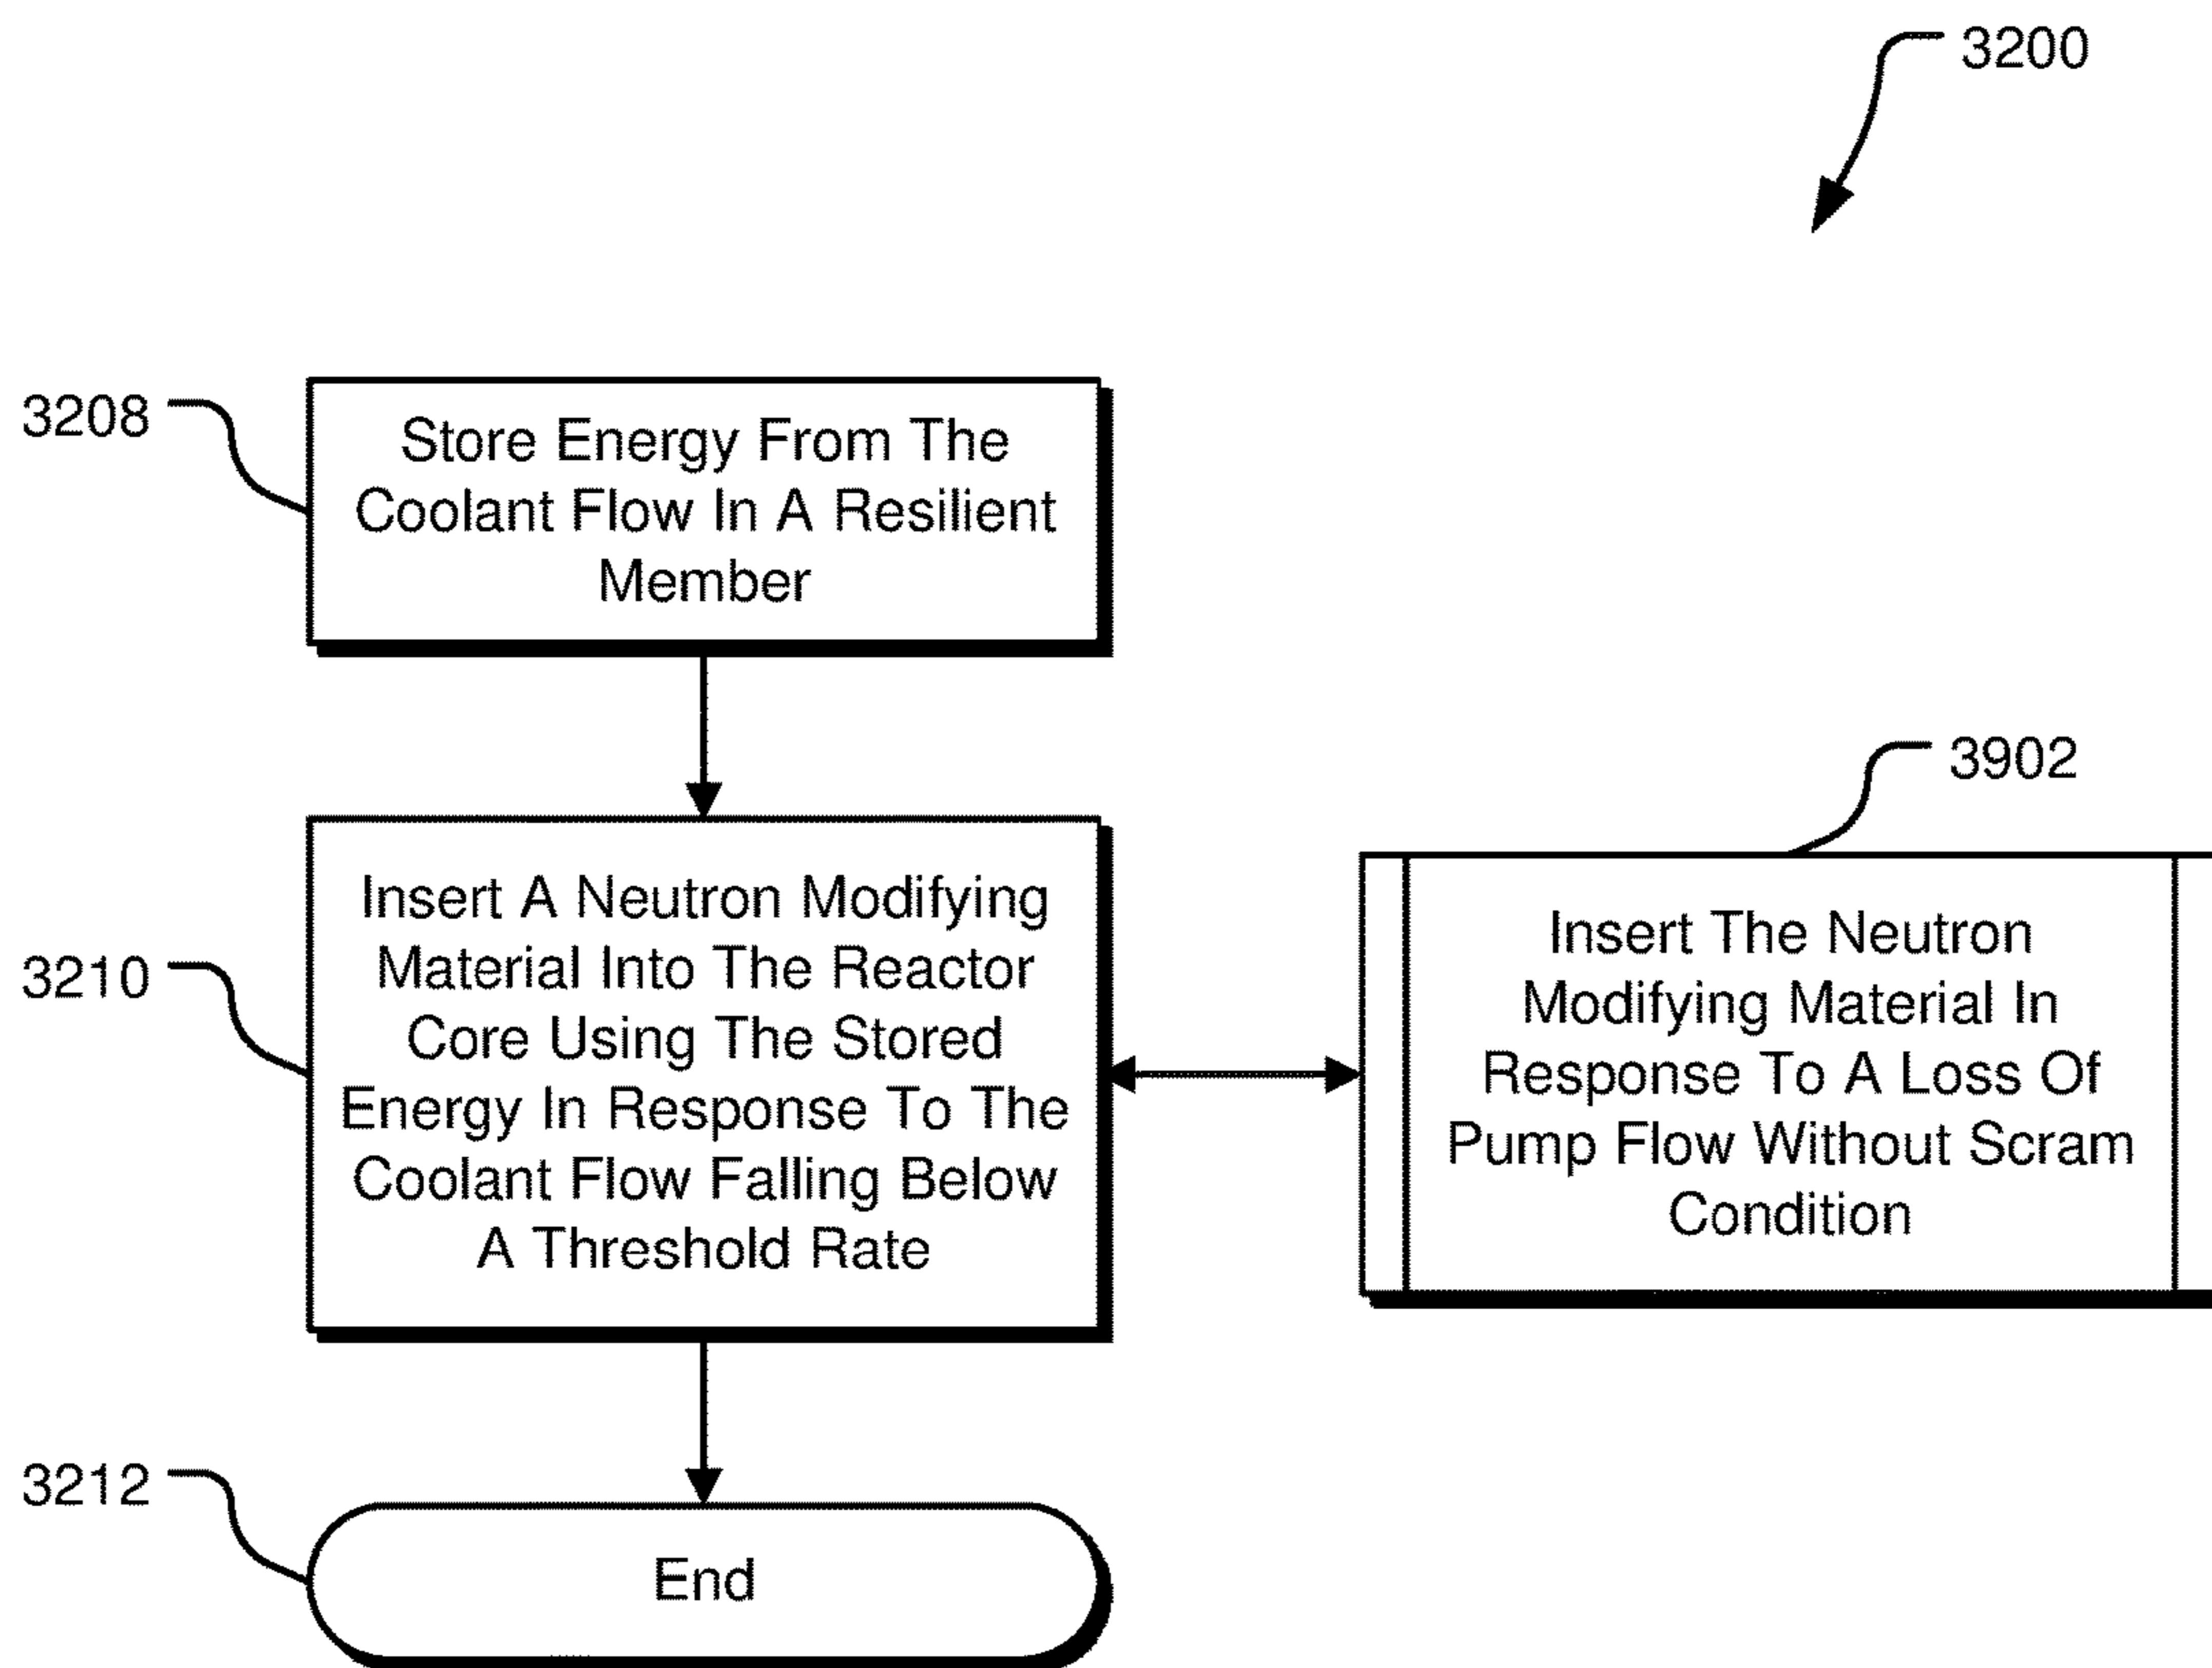 3200
3208
Store Energy From The
Coolant Flow In A Resilient
Member
3210
Insert A Neutron Modifying
Material Into The Reactor
Core Using The Stored
Energy In Response To The
Coolant Flow Falling Below
A Threshold Rate
3902
Insert The Neutron
Modifying Material In
Response To A Loss Of
Pump Flow Without Scram
Condition
3212
End